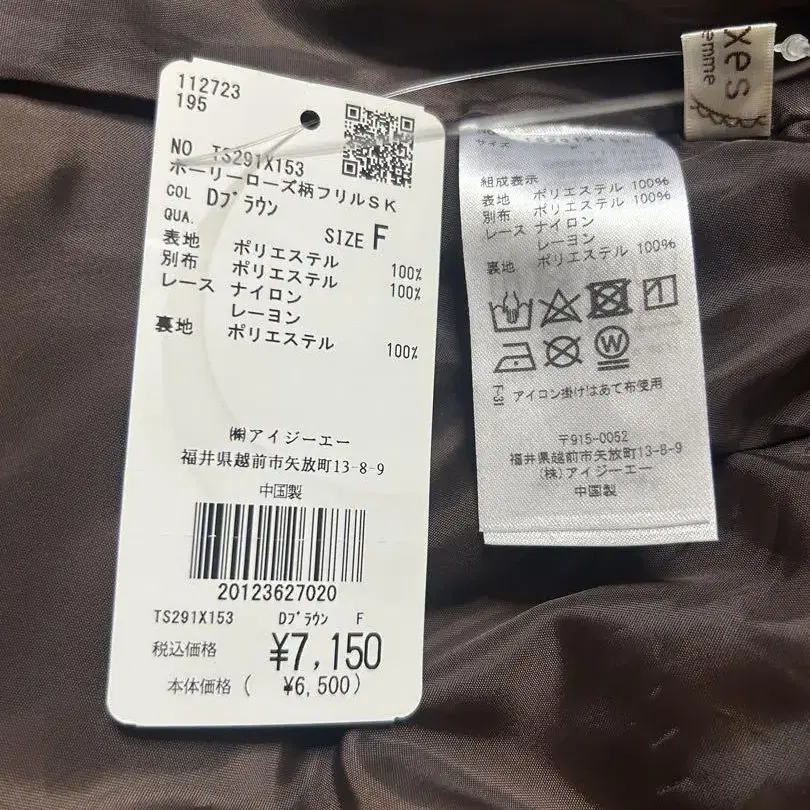 112723
195
NO TS291X153
ホーリーローズ柄フリルSK
COL Dブラウン
QUA.
SIZE F
表地 ポリエステル 100%
別布 ポリエステル 100%
レース ナイロン
レーヨン
裏地 ポリエステル 100%
㈱アイジーエー
福井県越前市矢放町13-8-9
中国製
20123627020
TS291X153 Dブラウン F
税込価格 ¥7,150
本体価格( ¥6,500)
xes
emme
サイズ
組成表示
表地 ポリエステル 100%
別布 ポリエステル 100%
レース ナイロン
レーヨン
裏地 ポリエステル 100%
W
F-31 アイコン掛けはあて布使用
〒915-0052
福井県越前市矢放町13-8-9
(株)アイジーエー
中国製